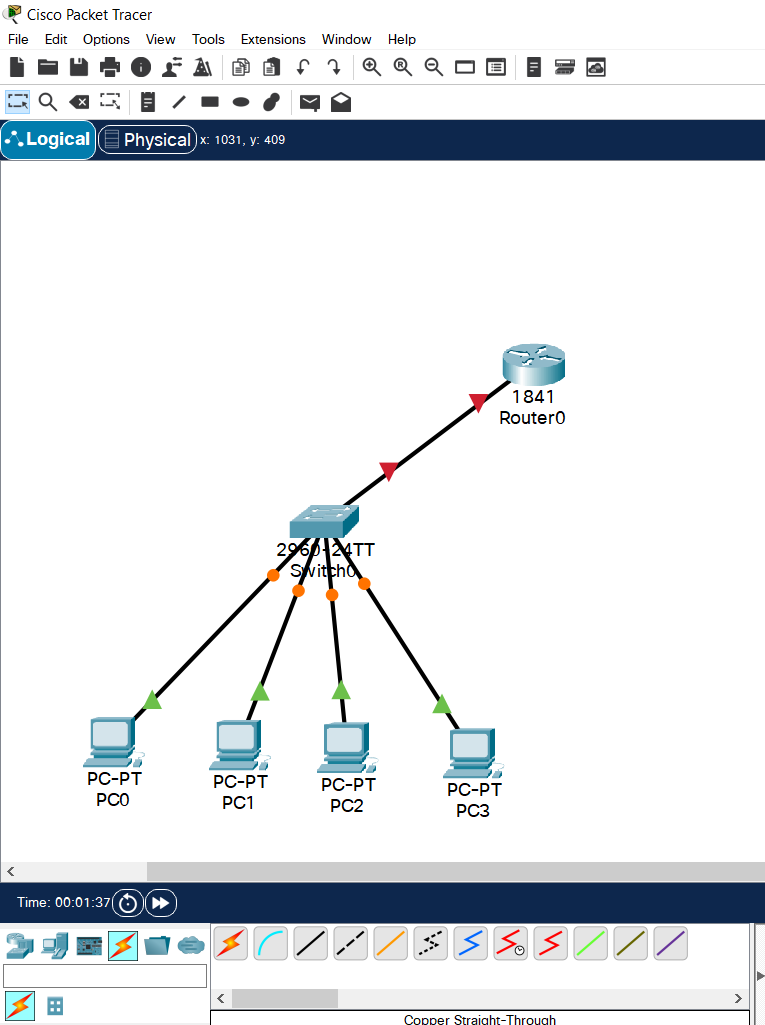 Cisco Packet Tracer
File Edit Options View Tools Extensions Window Help
Logical Physical x: 1031, y: 409
1841
Router0
2960-24TT
Switch0
PC-PT
PC0
PC-PT
PC1
PC-PT
PC2
PC-PT
PC3
Time: 00:01:37
Copper Straight-Through